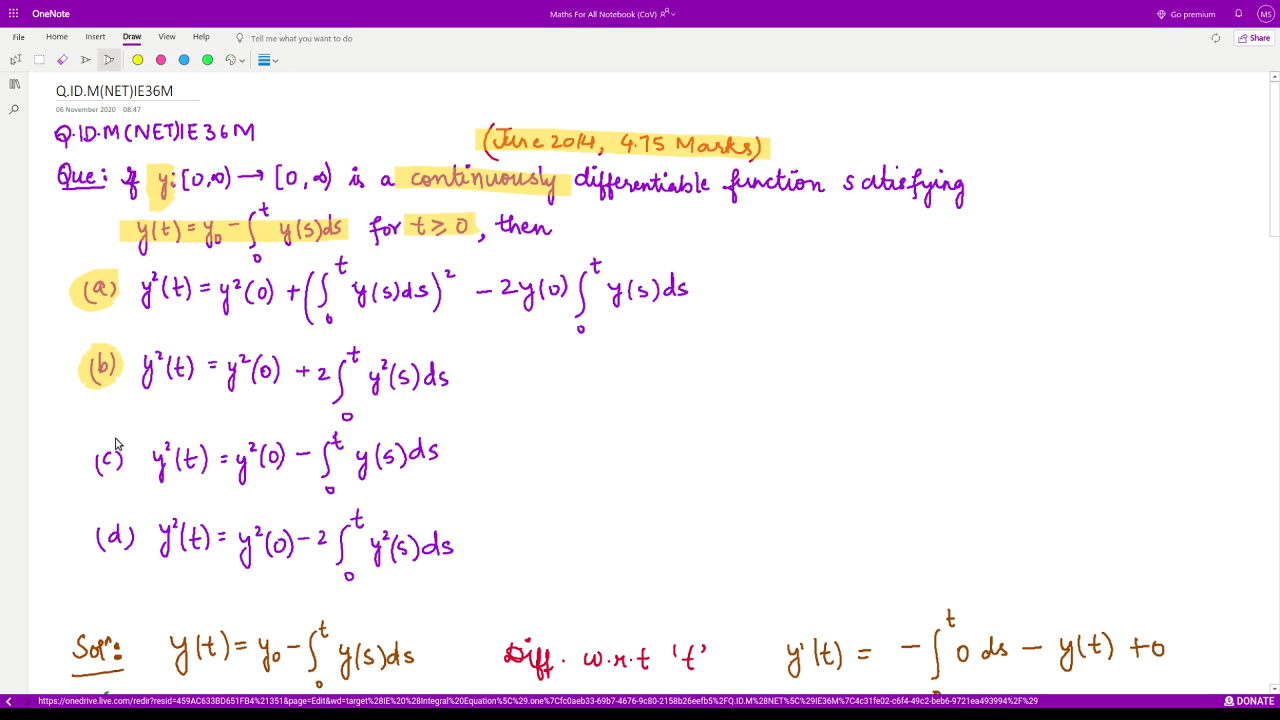 OneNote
Maths For All Notebook (CoV)
Go premium
MS
File Home Insert Draw View Help Tell me what you want to do
Share
Q.ID.M(NET)IE36M
06 November 2020 08:47
Q.ID.M(NET)IE36M
(June 2014, 4.75 Marks)
Que: if y:[0,∞) → [0,∞) is a continuously differentiable function satisfying
y(t) = y₀ − ∫₀ᵗ y(s)ds for t ≥ 0, then
(a) y²(t) = y²(0) + (∫₀ᵗ y(s)ds)² − 2y(0) ∫₀ᵗ y(s)ds
(b) y²(t) = y²(0) + 2∫₀ᵗ y²(s)ds
(c) y²(t) = y²(0) − ∫₀ᵗ y(s)ds
(d) y²(t) = y²(0) − 2 ∫₀ᵗ y²(s)ds
Solⁿ: y(t) = y₀ − ∫₀ᵗ y(s)ds Diff. w.r.t 't' y'(t) = − ∫₀ᵗ 0 ds − y(t) + 0
DONATE